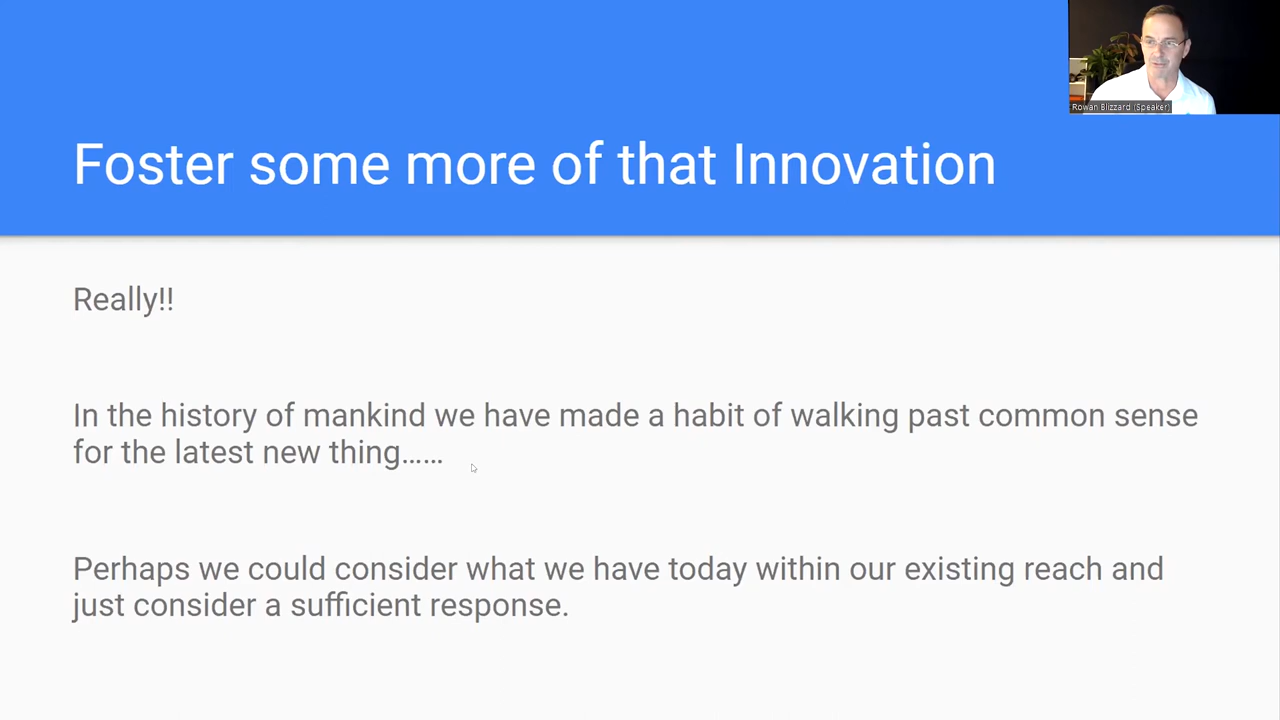 Rowan Blizzard (Speaker)
Foster some more of that Innovation
Really!!
In the history of mankind we have made a habit of walking past common sense
for the latest new thing......
Perhaps we could consider what we have today within our existing reach and
just consider a sufficient response.